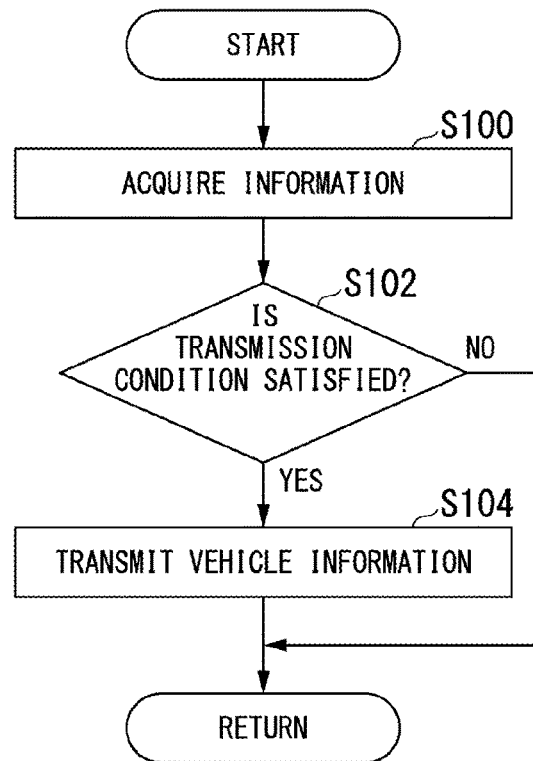 START
S100
ACQUIRE INFORMATION
S102
IS
TRANSMISSION
CONDITION SATISFIED?
NO
YES
S104
TRANSMIT VEHICLE INFORMATION
RETURN